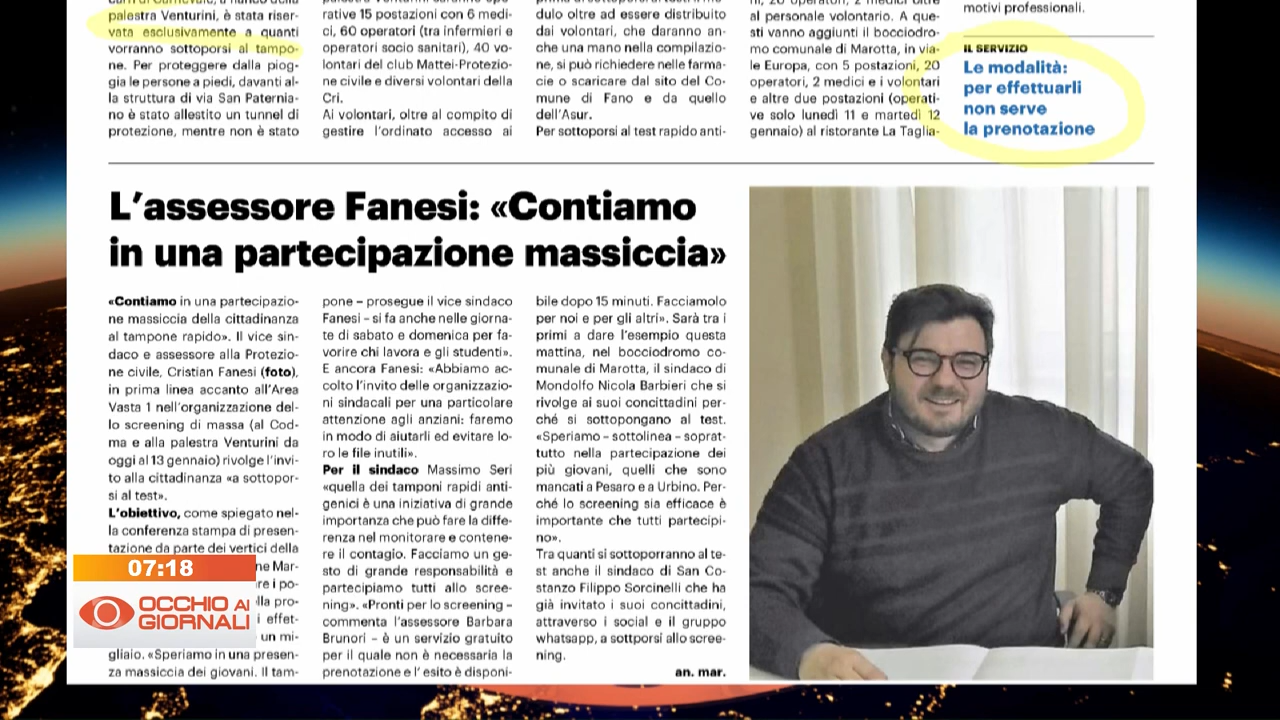 palestra Venturini, è stata riser-
vata esclusivamente a quanti
vorranno sottoporsi al tampo-
ne. Per proteggere dalla piog-
gia le persone a piedi, davanti al-
la struttura di via San Paternia-
no è stato allestito un tunnel di
protezione, mentre non è stato
rative 15 postazioni con 6 medi-
ci, 60 operatori (tra infermieri e
operatori socio sanitari), 40 vo-
lontari del club Mattei-Protezio-
ne civile e diversi volontari della
Cri.
Ai volontari, oltre al compito di
gestire l'ordinato accesso ai
dulo oltre ad essere distribuito
dai volontari, che daranno an-
che una mano nella compilazio-
ne, si può richiedere nelle farma-
cie o scaricare dal sito del Co-
mune di Fano e da quello
dell'Asur.
Per sottoporsi al test rapido anti-
al personale volontario. A que-
sti vanno aggiunti il bocciodro-
mo comunale di Marotta, in via-
le Europa, con 5 postazioni, 20
operatori, 2 medici e i volontari
e altre due postazioni (operati-
ve solo lunedì 11 e martedì 12
gennaio) al ristorante La Taglia-
motivi professionali.
IL SERVIZIO
Le modalità:
per effettuarli
non serve
la prenotazione
L'assessore Fanesi: «Contiamo
in una partecipazione massiccia»
«Contiamo in una partecipazio-
ne massiccia della cittadinanza
al tampone rapido». Il vice sin-
daco e assessore alla Protezio-
ne civile, Cristian Fanesi (foto),
in prima linea accanto all'Area
Vasta 1 nell'organizzazione del-
lo screening di massa (al Cod-
ma e alla palestra Venturini da
oggi al 13 gennaio) rivolge l'invi-
to alla cittadinanza «a sottopor-
si al test».
L'obiettivo, come spiegato nel-
la conferenza stampa di presen-
tazione da parte dei vertici della
ne Mar-
re i po-
lla pro-
i effet-
un mi-
gliaio. «Speriamo in una presen-
za massiccia dei giovani. Il tam-
pone – prosegue il vice sindaco
Fanesi – si fa anche nelle giorna-
te di sabato e domenica per fa-
vorire chi lavora e gli studenti».
E ancora Fanesi: «Abbiamo ac-
colto l'invito delle organizzazio-
ni sindacali per una particolare
attenzione agli anziani: faremo
in modo di aiutarli ed evitare lo-
ro le file inutili».
Per il sindaco Massimo Seri
«quella dei tamponi rapidi anti-
genici è una iniziativa di grande
importanza che può fare la diffe-
renza nel monitorare e contene-
re il contagio. Facciamo un ge-
sto di grande responsabilità e
partecipiamo tutti allo scree-
ning». «Pronti per lo screening –
commenta l'assessore Barbara
Brunori – è un servizio gratuito
per il quale non è necessaria la
prenotazione e l' esito è disponi-
bile dopo 15 minuti. Facciamolo
per noi e per gli altri». Sarà tra i
primi a dare l'esempio questa
mattina, nel bocciodromo co-
munale di Marotta, il sindaco di
Mondolfo Nicola Barbieri che si
rivolge ai suoi concittadini per-
ché si sottopongano al test.
«Speriamo – sottolinea – soprat-
tutto nella partecipazione dei
più giovani, quelli che sono
mancati a Pesaro e a Urbino. Per-
ché lo screening sia efficace è
importante che tutti partecipi-
no».
Tra quanti si sottoporranno al te-
st anche il sindaco di San Co-
stanzo Filippo Sorcinelli che ha
già invitato i suoi concittadini,
attraverso i social e il gruppo
whatsapp, a sottporsi allo scree-
ning.
an. mar.
07:18
OCCHIO AI
GIORNALI